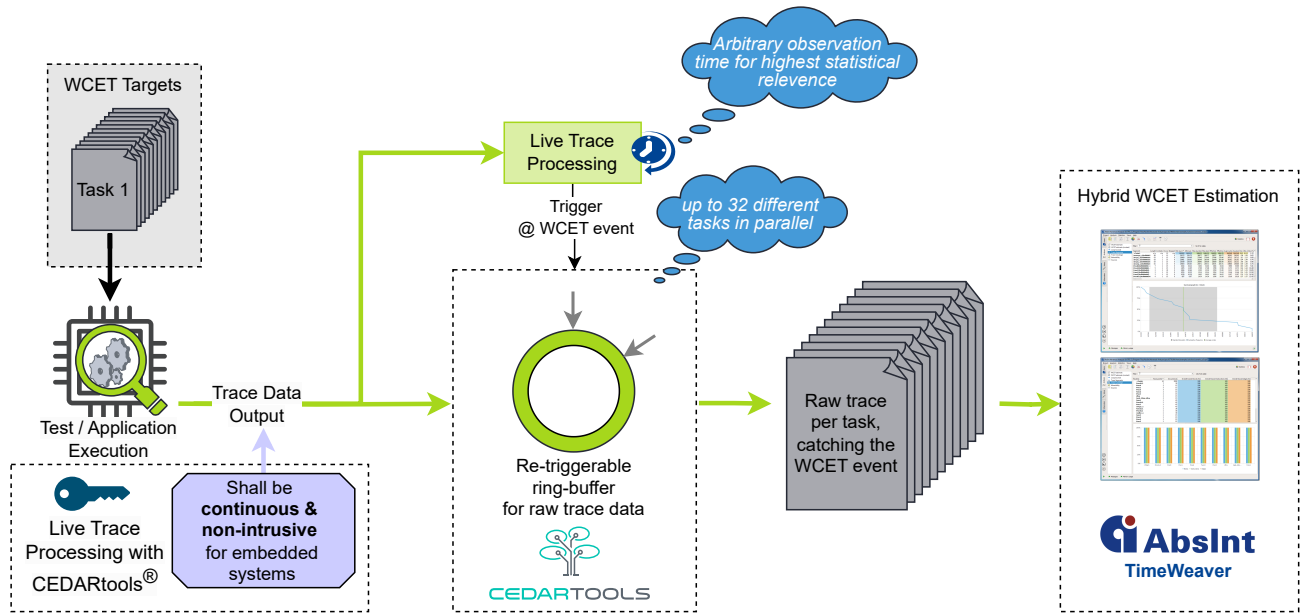 WCET Targets
Task 1
Test / Application
Execution
Live Trace
Processing with
CEDARtools®
Shall be
continuous &
non-intrusive
for embedded
systems
Trace Data
Output
Live Trace
Processing
Arbitrary observation
time for highest statistical
relevence
Trigger
@ WCET event
up to 32 different
tasks in parallel
Re-triggerable
ring-buffer
for raw trace data
CEDARTOOLS
Raw trace
per task,
catching the
WCET event
Hybrid WCET Estimation
AbsInt
TimeWeaver